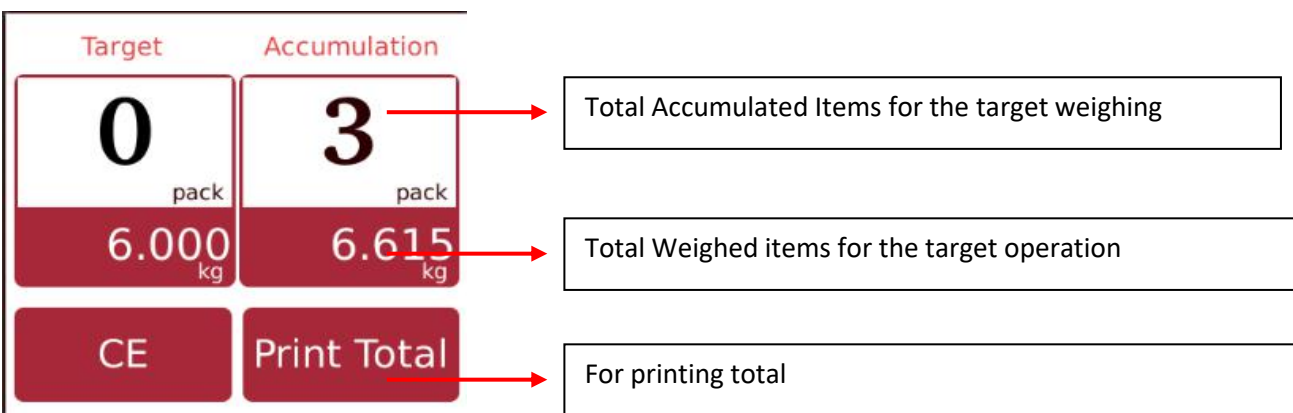 Target Accumulation
0 3 Total Accumulated Items for the target weighing
pack pack
6.000 6.615 Total Weighed items for the target operation
kg kg
CE Print Total For printing total